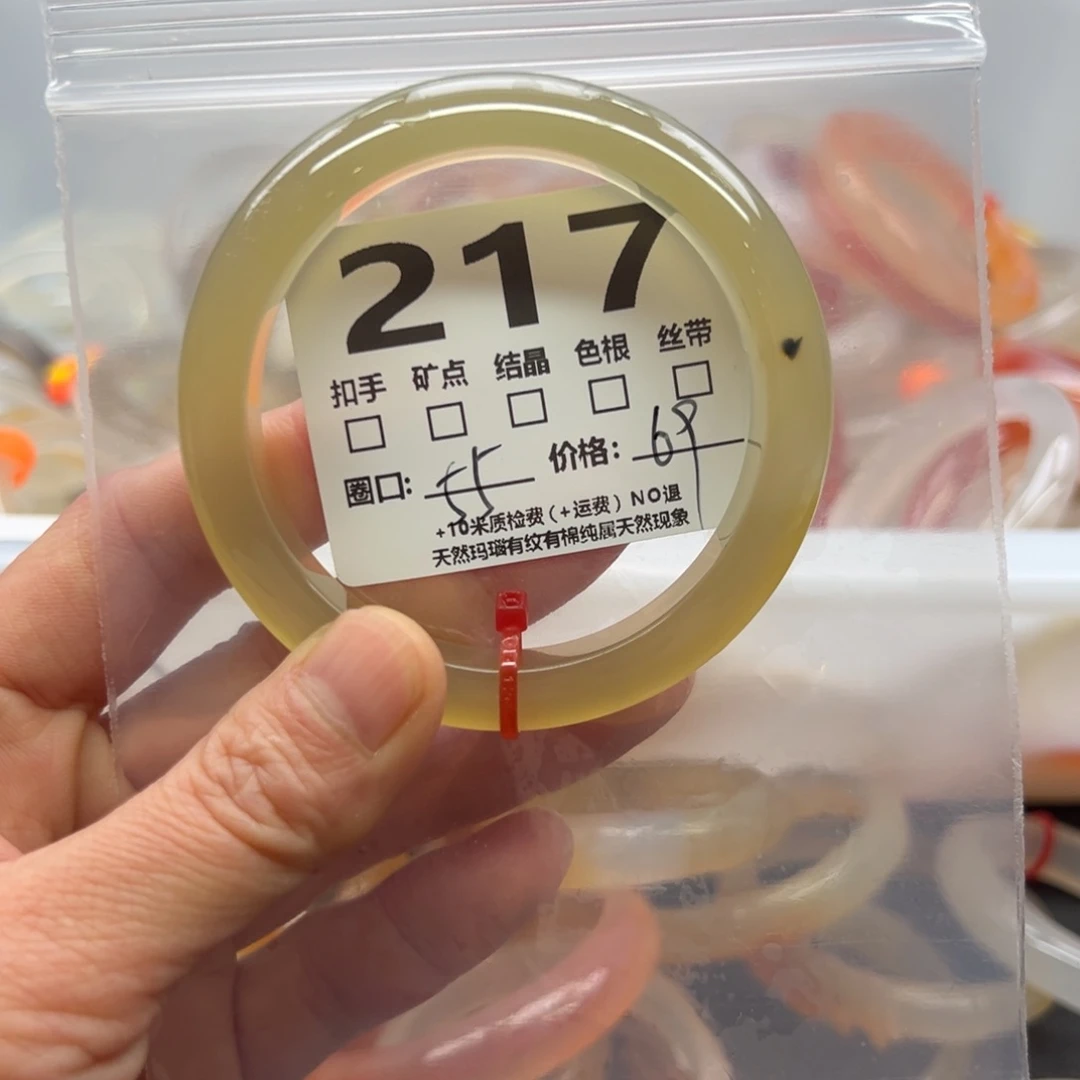 217
扣手 矿点 结晶 色根 丝带
圈口: 55 价格: 69
+10米质检费(+运费)NO退
天然玛瑙有纹有棉纯属天然现象